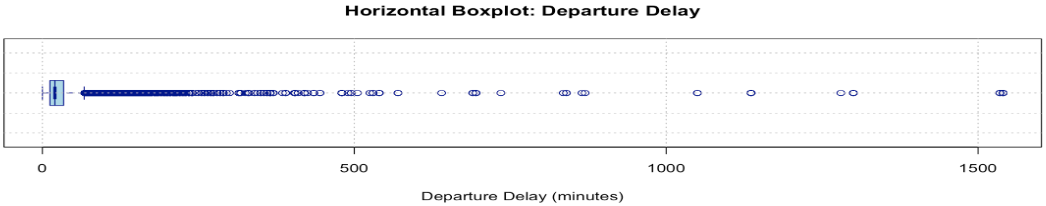 Horizontal Boxplot: Departure Delay
0 500 1000 1500
Departure Delay (minutes)